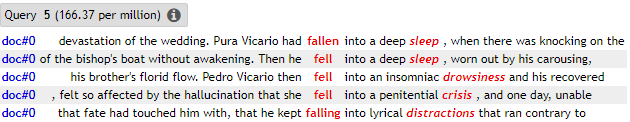 Query 5 (166.37 per million) i
doc#0 devastation of the wedding. Pura Vicario had fallen into a deep sleep , when there was knocking on the
doc#0 of the bishop's boat without awakening. Then he fell into a deep sleep , worn out by his carousing,
doc#0 his brother's florid flow. Pedro Vicario then fell into an insomniac drowsiness and his recovered
doc#0 , felt so affected by the hallucination that she fell into a penitential crisis , and one day, unable
doc#0 that fate had touched him with, that he kept falling into lyrical distractions that ran contrary to